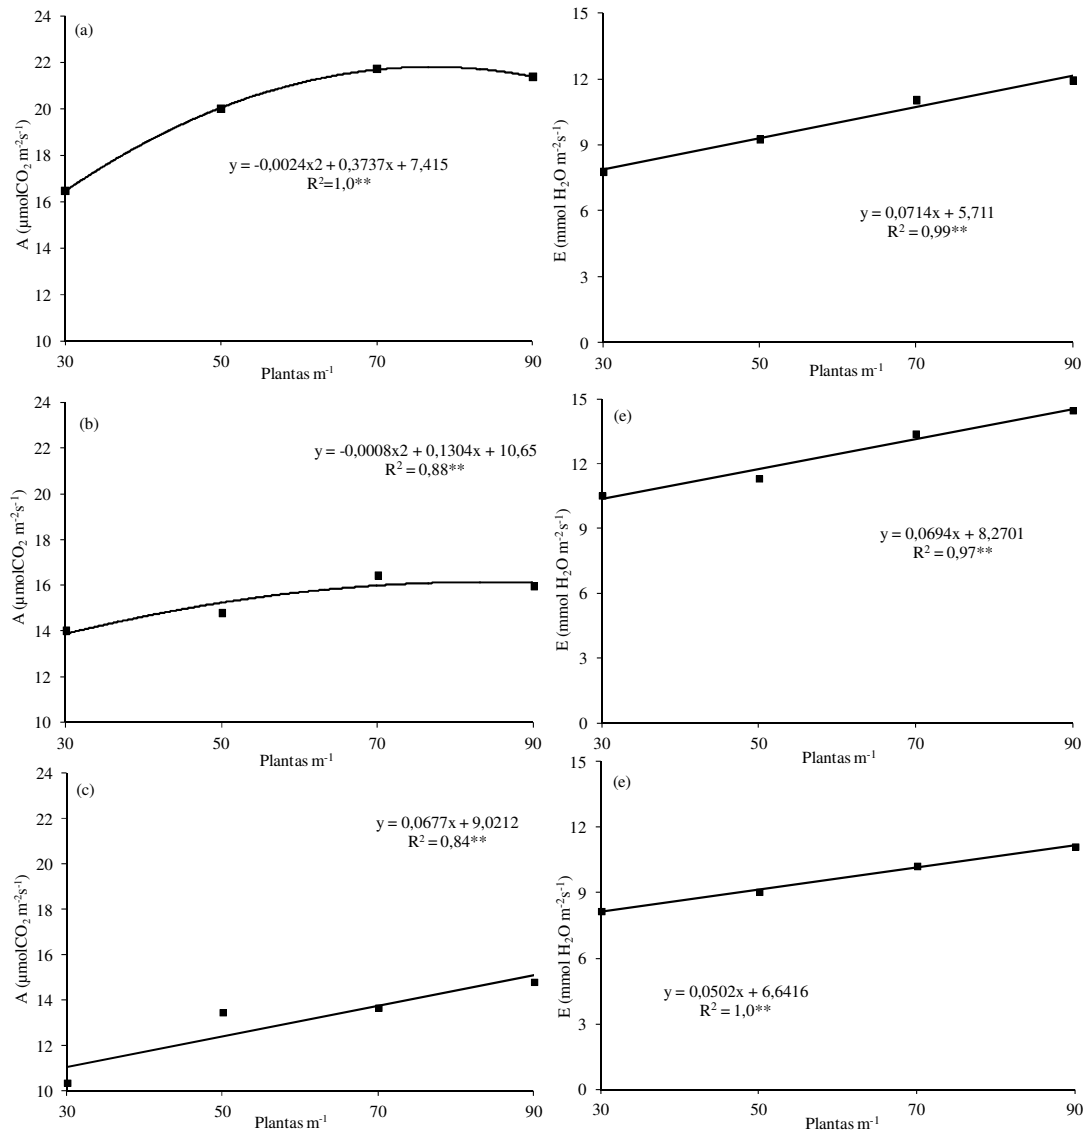 24
22
20
18
16
14
12
10
A (µmolCO₂ m⁻²s⁻¹)
(a)
y = -0,0024x2 + 0,3737x + 7,415
R²=1,0**
30
50
70
90
Plantas m⁻¹
15
12
9
6
3
0
E (mmol H₂O m⁻²s⁻¹)
y = 0,0714x + 5,711
R² = 0,99**
30
50
70
90
Plantas m⁻¹
24
22
20
18
16
14
12
10
A (µmolCO₂ m⁻²s⁻¹)
(b)
y = -0,0008x2 + 0,1304x + 10,65
R² = 0,88**
30
50
70
90
Plantas m⁻¹
15
12
9
6
3
0
E (mmol H₂O m⁻²s⁻¹)
(e)
y = 0,0694x + 8,2701
R² = 0,97**
30
50
70
90
Plantas m⁻¹
24
22
20
18
16
14
12
10
A (µmolCO₂ m⁻²s⁻¹)
(c)
y = 0,0677x + 9,0212
R² = 0,84**
30
50
70
90
Plantas m⁻¹
15
12
9
6
3
0
E (mmol H₂O m⁻²s⁻¹)
(e)
y = 0,0502x + 6,6416
R² = 1,0**
30
50
70
90
Plantas m⁻¹